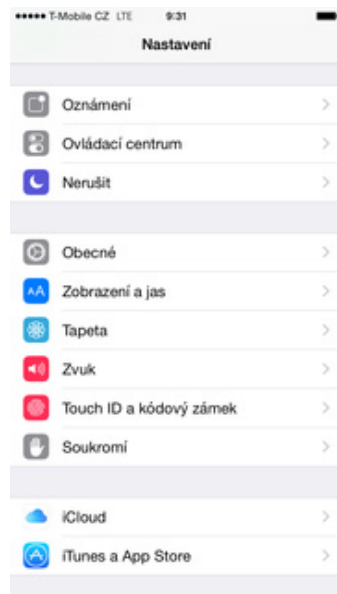 T-Mobile CZ LTE 9:31
Nastavení
Oznámení
Ovládací centrum
Nerušit
Obecné
AA
Zobrazení a jas
Tapeta
Zvuk
Touch ID a kódový zámek
Soukromí
iCloud
iTunes a App Store